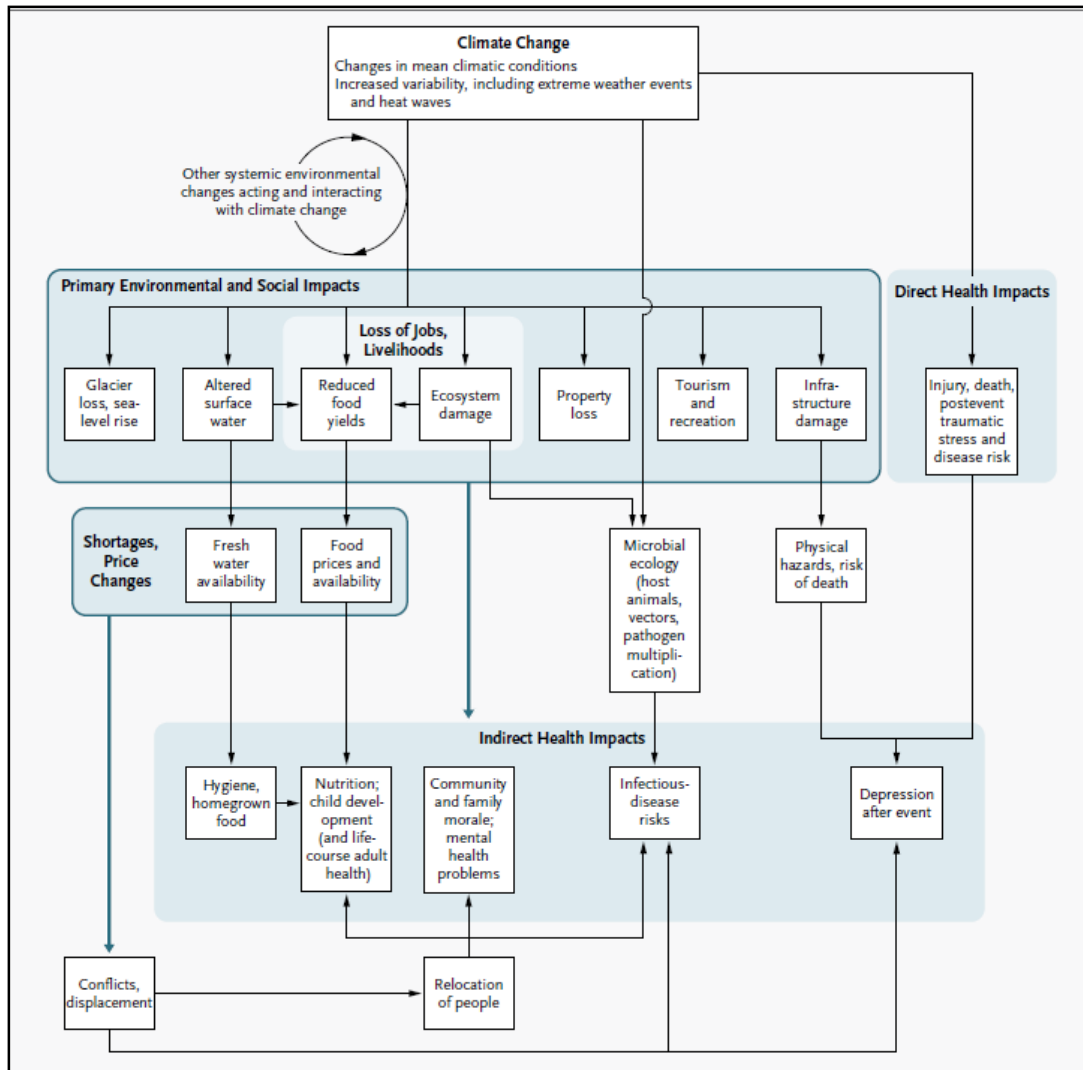 Climate Change
Changes in mean climatic conditions
Increased variability, including extreme weather events
and heat waves
Other systemic environmental
changes acting and interacting
with climate change
Primary Environmental and Social Impacts
Direct Health Impacts
Loss of Jobs,
Livelihoods
Glacier
loss, sea-
level rise
Altered
surface
water
Reduced
food
yields
Ecosystem
damage
Property
loss
Tourism
and
recreation
Infra-
structure
damage
Injury, death,
postevent
traumatic
stress and
disease risk
Shortages,
Price
Changes
Fresh
water
availability
Food
prices and
availability
Microbial
ecology
(host
animals,
vectors,
pathogen
multipli-
cation)
Physical
hazards, risk
of death
Indirect Health Impacts
Hygiene,
homegrown
food
Nutrition;
child devel-
opment
(and life-
course adult
health)
Community
and family
morale;
mental
health
problems
Infectious-
disease
risks
Depression
after event
Conflicts,
displacement
Relocation
of people